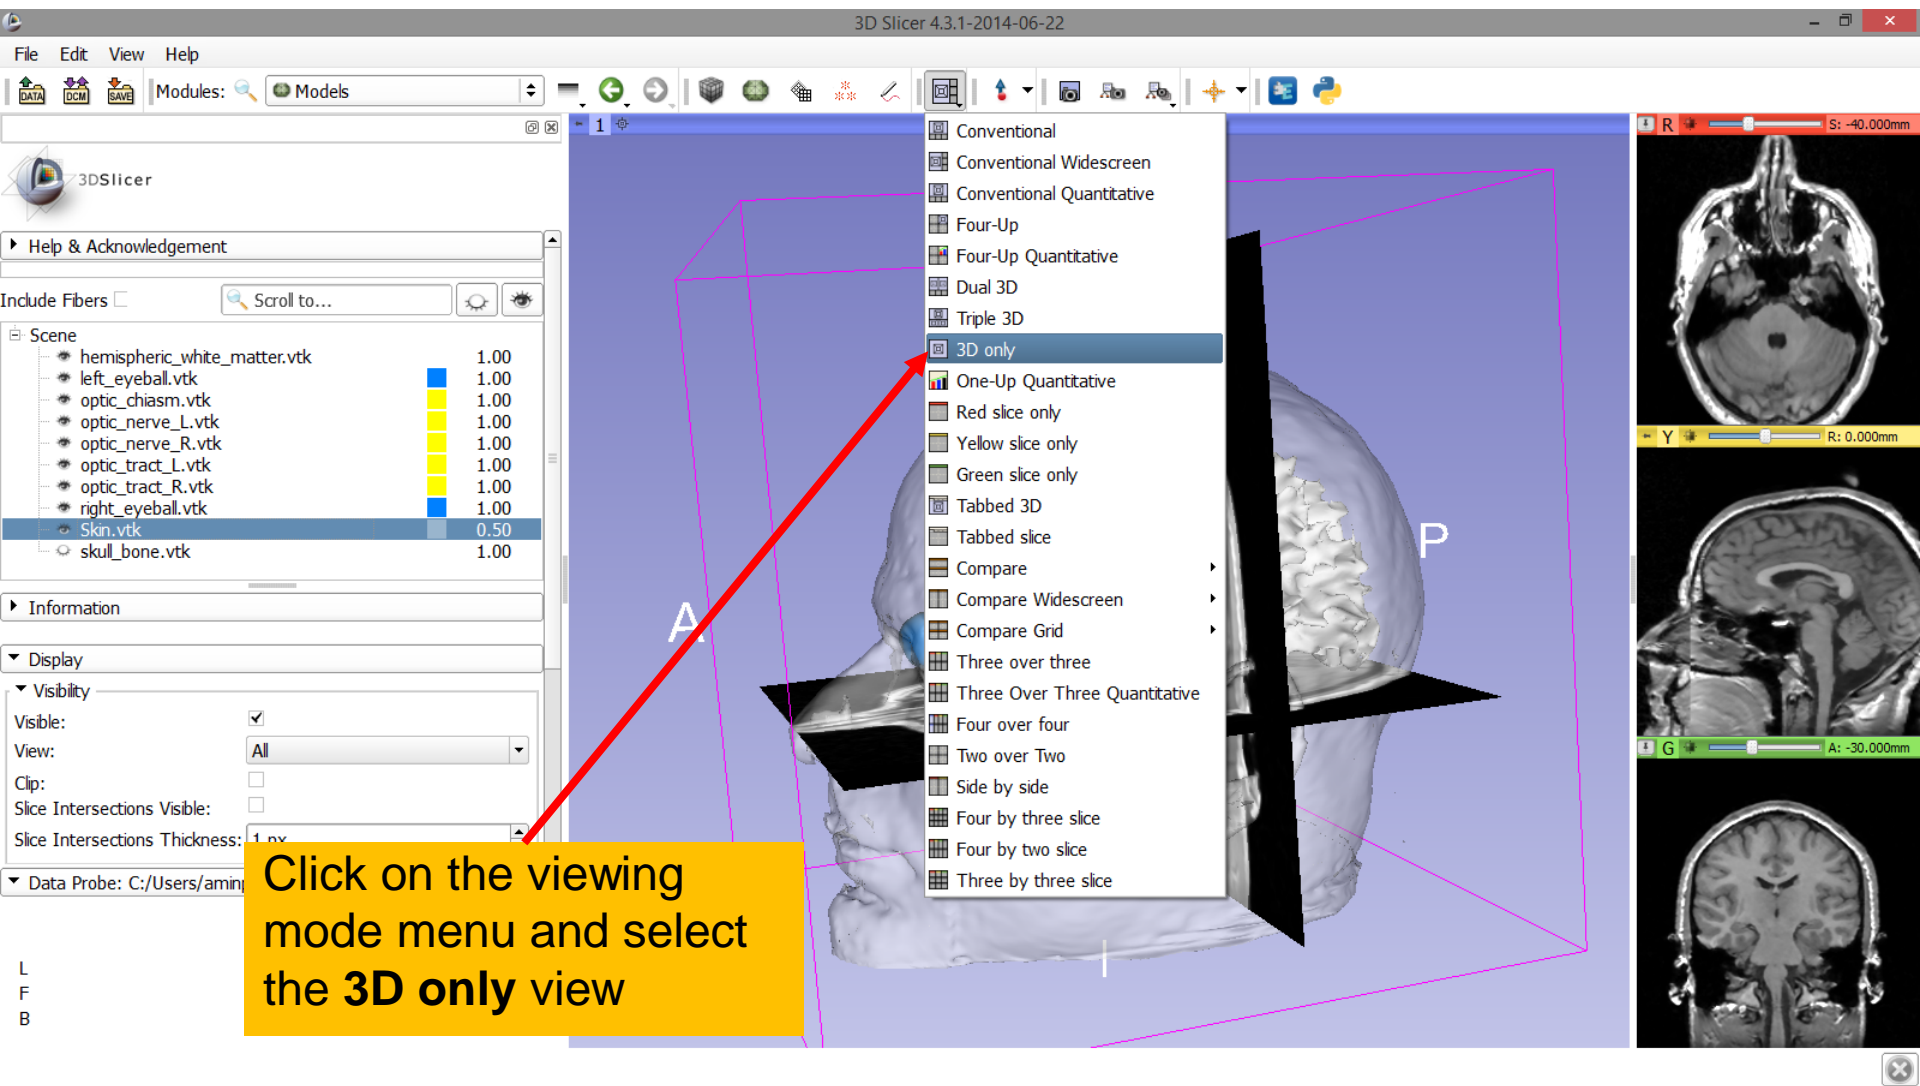 3D Slicer 4.3.1-2014-06-22
File Edit View Help
DATA DCM SAVE Modules: Models
1
3DSlicer
Help & Acknowledgement
Include Fibers Scroll to...
Scene
hemispheric_white_matter.vtk 1.00
left_eyeball.vtk 1.00
optic_chiasm.vtk 1.00
optic_nerve_L.vtk 1.00
optic_nerve_R.vtk 1.00
optic_tract_L.vtk 1.00
optic_tract_R.vtk 1.00
right_eyeball.vtk 1.00
Skin.vtk 0.50
skull_bone.vtk 1.00
Information
Display
Visibility
Visible:
View: All
Clip:
Slice Intersections Visible:
Slice Intersections Thickness: 1 px
Data Probe: C:/Users/amin
L
F
B
Conventional
Conventional Widescreen
Conventional Quantitative
Four-Up
Four-Up Quantitative
Dual 3D
Triple 3D
3D only
One-Up Quantitative
Red slice only
Yellow slice only
Green slice only
Tabbed 3D
Tabbed slice
Compare
Compare Widescreen
Compare Grid
Three over three
Three Over Three Quantitative
Four over four
Two over Two
Side by side
Four by three slice
Four by two slice
Three by three slice
A
P
I
R S: -40.000mm
Y R: 0.000mm
G A: -30.000mm
Click on the viewing
mode menu and select
the 3D only view